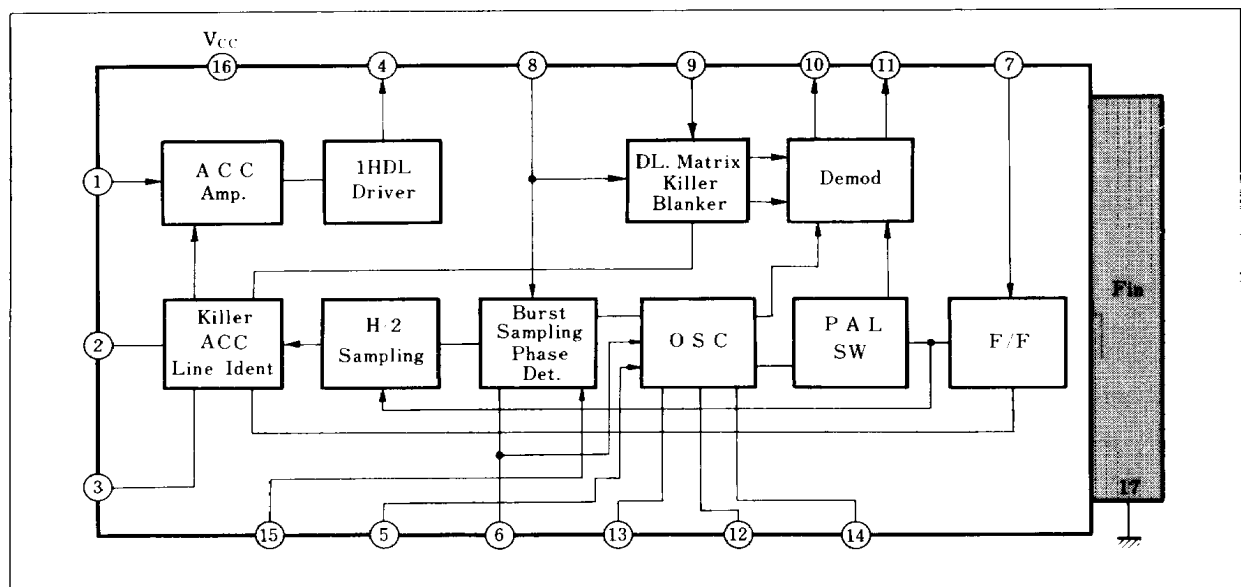 Vcc
16
4
8
9
10
11
7
1
ACC
Amp.
1HDL
Driver
DL. Matrix
Killer
Blanker
Demod
Fin
2
Killer
ACC
Line Ident
H/2
Sampling
Burst
Sampling
Phase
Det.
OSC
PAL
SW
F/F
3
15
5
6
13
12
14
17